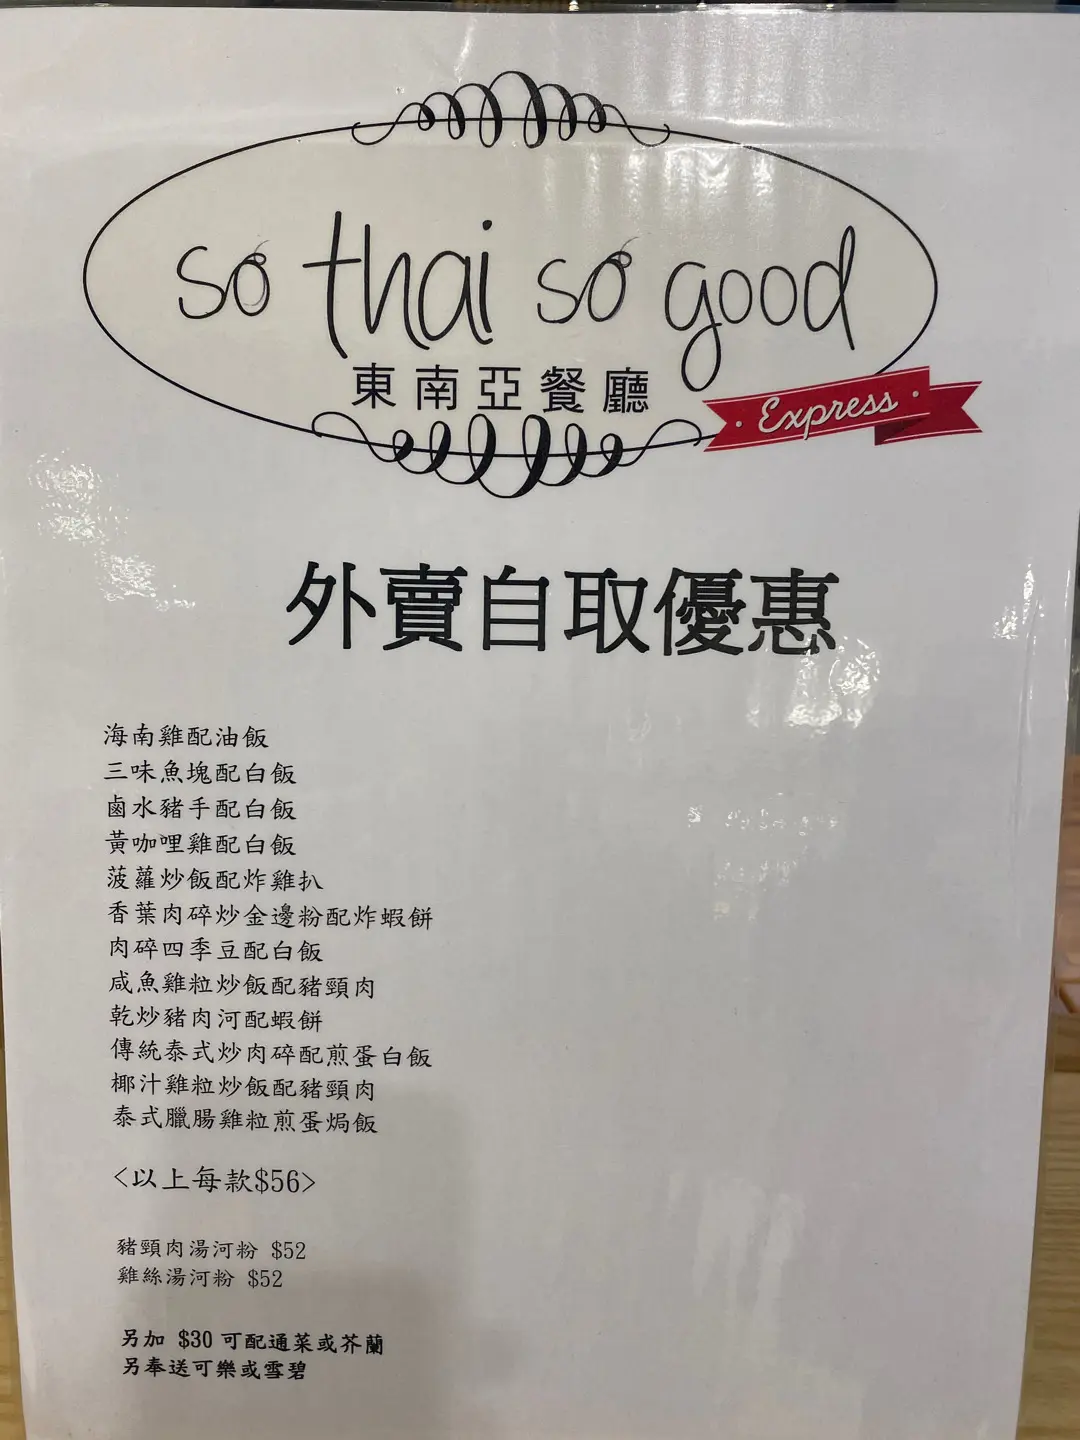 so thai so good
東南亞餐廳
Express
外賣自取優惠
海南雞配油飯
三味魚塊配白飯
鹵水豬手配白飯
黃咖哩雞配白飯
菠蘿炒飯配炸雞扒
香葉肉碎炒金邊粉配炸蝦餅
肉碎四季豆配白飯
咸魚雞粒炒飯配豬頸肉
乾炒豬肉河配蝦餅
傳統泰式炒肉碎配煎蛋白飯
椰汁雞粒炒飯配豬頸肉
泰式臘腸雞粒煎蛋焗飯
<以上每款$56>
豬頸肉湯河粉 $52
雞絲湯河粉 $52
另加 $30 可配通菜或芥蘭
另奉送可樂或雪碧